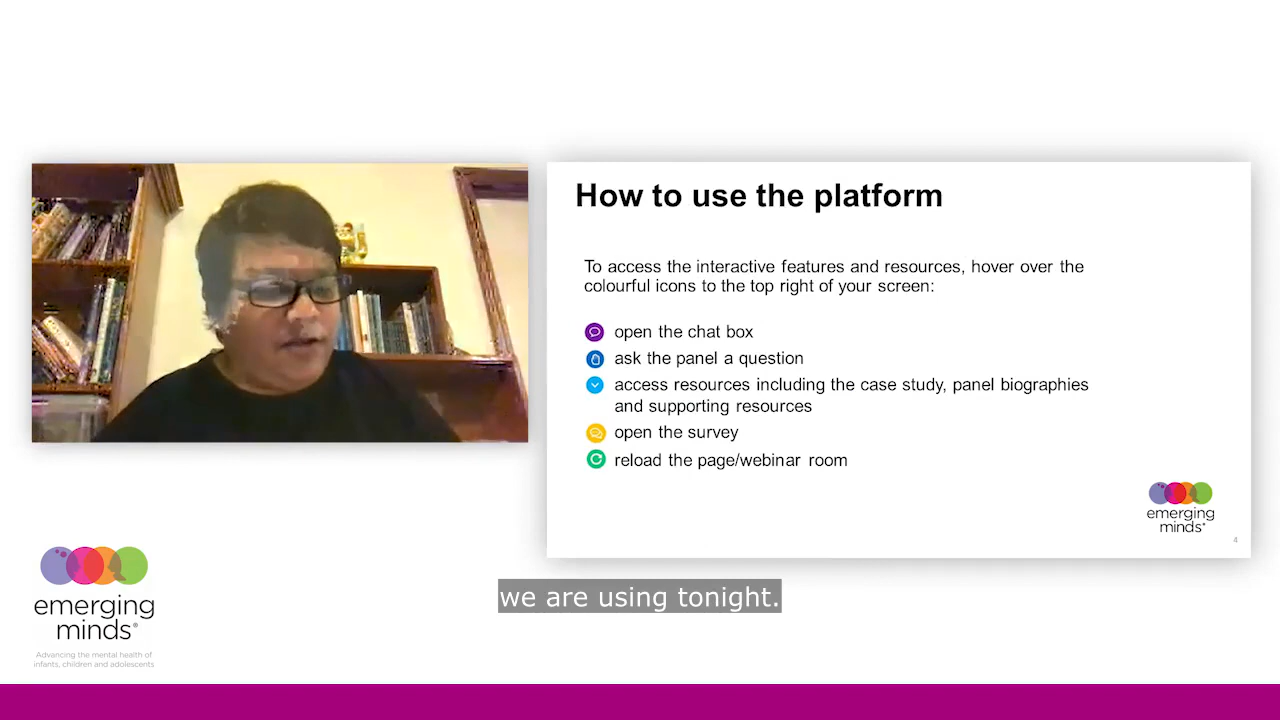 How to use the platform
To access the interactive features and resources, hover over the
colourful icons to the top right of your screen:
open the chat box
ask the panel a question
access resources including the case study, panel biographies
and supporting resources
open the survey
reload the page/webinar room
emerging
minds®
4
we are using tonight.
emerging
minds®
Advancing the mental health of
infants, children and adolescents